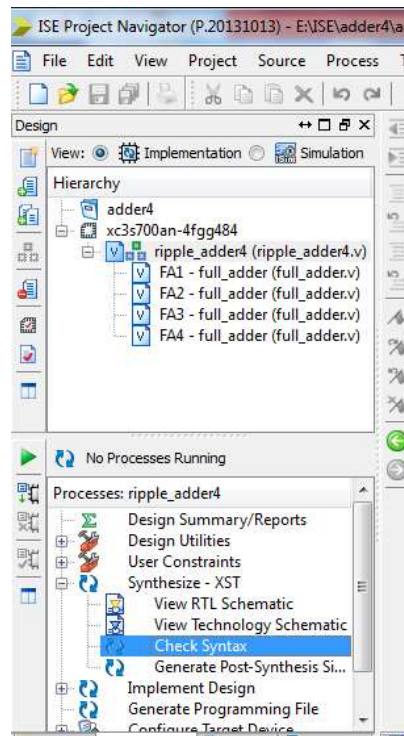 ISE Project Navigator (P.20131013) - E:\ISE\adder4\a
File Edit View Project Source Process
Design
View: Implementation Simulation
Hierarchy
adder4
xc3s700an-4fgg484
ripple_adder4 (ripple_adder4.v)
FA1 - full_adder (full_adder.v)
FA2 - full_adder (full_adder.v)
FA3 - full_adder (full_adder.v)
FA4 - full_adder (full_adder.v)
No Processes Running
Processes: ripple_adder4
Design Summary/Reports
Design Utilities
User Constraints
Synthesize - XST
View RTL Schematic
View Technology Schematic
Check Syntax
Generate Post-Synthesis Si...
Implement Design
Generate Programming File
Configure Target Device